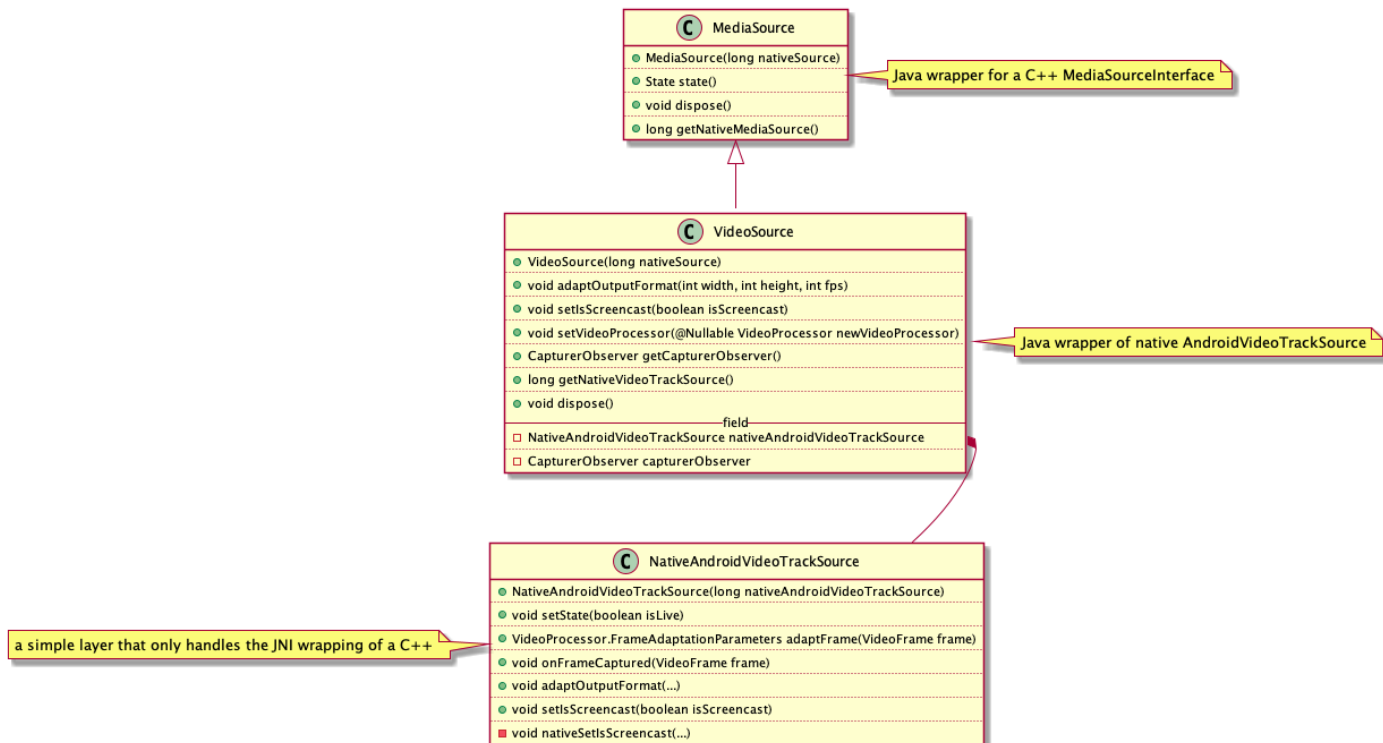 C MediaSource
MediaSource(long nativeSource)
State state()
void dispose()
long getNativeMediaSource()
Java wrapper for a C++ MediaSourceInterface
C VideoSource
VideoSource(long nativeSource)
void adaptOutputFormat(int width, int height, int fps)
void setIsScreencast(boolean isScreencast)
void setVideoProcessor(@Nullable VideoProcessor newVideoProcessor)
CapturerObserver getCapturerObserver()
long getNativeVideoTrackSource()
void dispose()
field
NativeAndroidVideoTrackSource nativeAndroidVideoTrackSource
CapturerObserver capturerObserver
Java wrapper of native AndroidVideoTrackSource
C NativeAndroidVideoTrackSource
NativeAndroidVideoTrackSource(long nativeAndroidVideoTrackSource)
void setState(boolean isLive)
VideoProcessor.FrameAdaptationParameters adaptFrame(VideoFrame frame)
void onFrameCaptured(VideoFrame frame)
void adaptOutputFormat(...)
void setIsScreencast(boolean isScreencast)
void nativeSetIsScreencast(...)
a simple layer that only handles the JNI wrapping of a C++